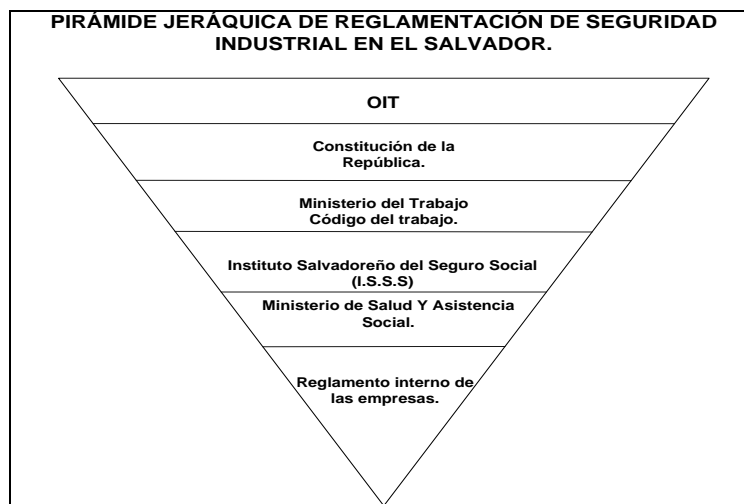 PIRÁMIDE JERÁQUICA DE REGLAMENTACIÓN DE SEGURIDAD
INDUSTRIAL EN EL SALVADOR.
OIT
Constitución de la
República.
Ministerio del Trabajo
Código del trabajo.
Instituto Salvadoreño del Seguro Social
(I.S.S.S)
Ministerio de Salud Y Asistencia
Social.
Reglamento interno de
las empresas.